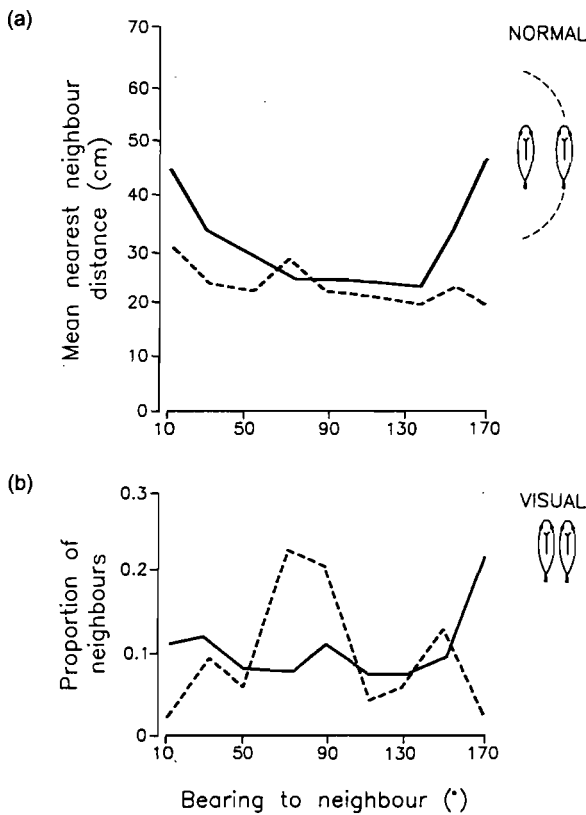 (a)
NORMAL
Mean nearest neighbour
distance (cm)
70
60
50
40
30
20
10
0
10
50
90
130
170
(b)
VISUAL
Proportion of
neighbours
0.3
0.2
0.1
0
10
50
90
130
170
Bearing to neighbour (°)